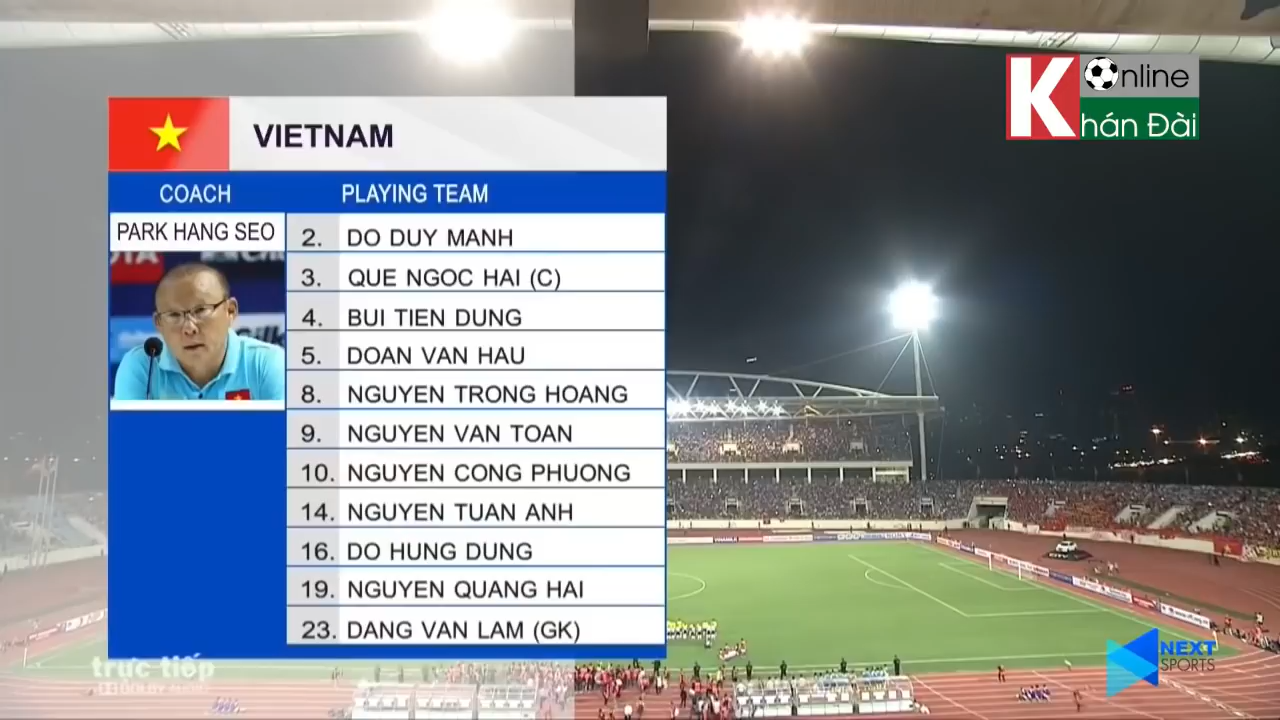 Online
Khán Đài
VIETNAM
COACH
PLAYING TEAM
PARK HANG SEO
2. DO DUY MANH
3. QUE NGOC HAI (C)
4. BUI TIEN DUNG
5. DOAN VAN HAU
8. NGUYEN TRONG HOANG
9. NGUYEN VAN TOAN
10. NGUYEN CONG PHUONG
14. NGUYEN TUAN ANH
16. DO HUNG DUNG
19. NGUYEN QUANG HAI
23. DANG VAN LAM (GK)
trực tiếp
DOLBY AUDIO
NEXT
SPORTS